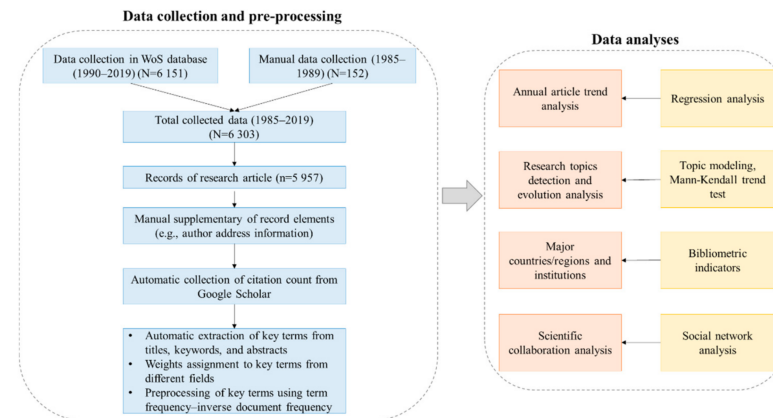 Data collection and pre-processing
Data collection in WoS database
(1990–2019) (N=6 151)
Manual data collection (1985–
1989) (N=152)
Total collected data (1985–2019)
(N=6 303)
Records of research article (n=5 957)
Manual supplementary of record elements
(e.g., author address information)
Automatic collection of citation count from
Google Scholar
• Automatic extraction of key terms from
titles, keywords, and abstracts
• Weights assignment to key terms from
different fields
• Preprocessing of key terms using term
frequency–inverse document frequency
Data analyses
Annual article trend
analysis
Regression analysis
Research topics
detection and
evolution analysis
Topic modeling,
Mann-Kendall trend
test
Major
countries/regions and
institutions
Bibliometric
indicators
Scientific
collaboration analysis
Social network
analysis